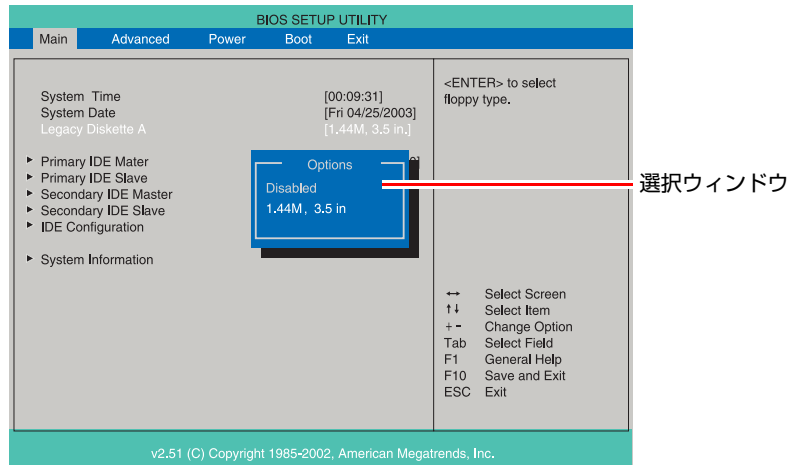 BIOS SETUP UTILITY
Main Advanced Power Boot Exit
System Time [00:09:31]
System Date [Fri 04/25/2003]
Legacy Diskette A [1.44M, 3.5 in.]
Primary IDE Mater
Primary IDE Slave
Secondary IDE Master
Secondary IDE Slave
IDE Configuration
System Information
Options
Disabled
1.44M, 3.5 in
<ENTER> to select
floppy type.
選択ウィンドウ
↔ Select Screen
↑↓ Select Item
+- Change Option
Tab Select Field
F1 General Help
F10 Save and Exit
ESC Exit
v2.51 (C) Copyright 1985-2002, American Megatrends, Inc.